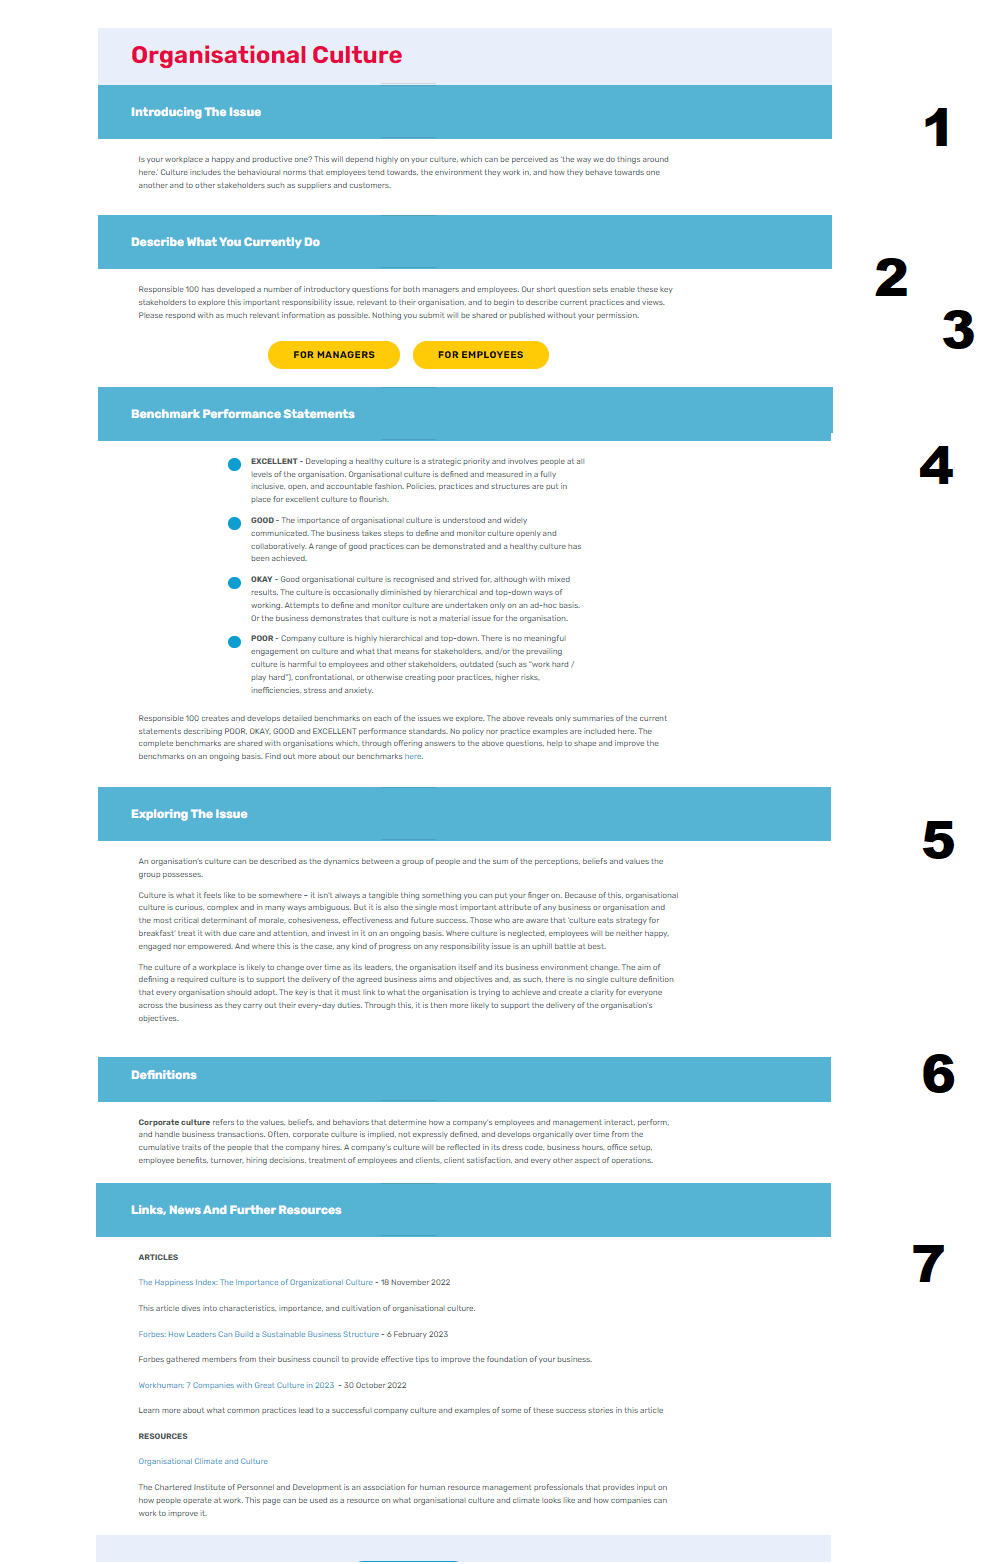 Organisational Culture
Introducing The Issue
1
Is your workplace a happy and productive one? This will depend highly on your culture, which can be perceived as 'the way we do things around
here.' Culture includes the behavioural norms that employees tend towards, the environment they work in, and how they behave towards one
another and to other stakeholders such as suppliers and customers.
Describe What You Currently Do
2
Responsible 100 has developed a number of introductory questions for both managers and employees. Our short question sets enable these key
stakeholders to explore this important responsibility issue, relevant to their organisation, and to begin to describe current practices and views.
Please respond with as much relevant information as possible. Nothing you submit will be shared or published without your permission.
3
FOR MANAGERS
FOR EMPLOYEES
Benchmark Performance Statements
4
EXCELLENT - Developing a healthy culture is a strategic priority and involves people at all
levels of the organisation. Organisational culture is defined and measured in a fully
inclusive, open, and accountable fashion. Policies, practices and structures are put in
place for excellent culture to flourish.
GOOD - The importance of organisational culture is understood and widely
communicated. The business takes steps to define and monitor culture openly and
collaboratively. A range of good practices can be demonstrated and a healthy culture has
been achieved.
OKAY - Good organisational culture is recognised and strived for, although with mixed
results. The culture is occasionally diminished by hierarchical and top-down ways of
working. Attempts to define and monitor culture are undertaken only on an ad-hoc basis.
Or the business demonstrates that culture is not a material issue for the organisation.
POOR - Company culture is highly hierarchical and top-down. There is no meaningful
engagement on culture and what that means for stakeholders, and/or the prevailing
culture is harmful to employees and other stakeholders, outdated (such as "work hard /
play hard"), confrontational, or otherwise creating poor practices, higher risks,
inefficiencies, stress and anxiety.
Responsible 100 creates and develops detailed benchmarks on each of the issues we explore. The above reveals only summaries of the current
statements describing POOR, OKAY, GOOD and EXCELLENT performance standards. No policy nor practice examples are included here. The
complete benchmarks are shared with organisations which, through offering answers to the above questions, help to shape and improve the
benchmarks on an ongoing basis. Find out more about our benchmarks here.
Exploring The Issue
5
An organisation's culture can be described as the dynamics between a group of people and the sum of the perceptions, beliefs and values the
group possesses.
Culture is what it feels like to be somewhere – it isn't always a tangible thing something you can put your finger on. Because of this, organisational
culture is curious, complex and in many ways ambiguous. But it is also the single most important attribute of any business or organisation and
the most critical determinant of morale, cohesiveness, effectiveness and future success. Those who are aware that 'culture eats strategy for
breakfast' treat it with due care and attention, and invest in it on an ongoing basis. Where culture is neglected, employees will be neither happy,
engaged nor empowered. And where this is the case, any kind of progress on any responsibility issue is an uphill battle at best.
The culture of a workplace is likely to change over time as its leaders, the organisation itself and its business environment change. The aim of
defining a required culture is to support the delivery of the agreed business aims and objectives and, as such, there is no single culture definition
that every organisation should adopt. The key is that it must link to what the organisation is trying to achieve and create a clarity for everyone
across the business as they carry out their every-day duties. Through this, it is then more likely to support the delivery of the organisation's
objectives.
Definitions
6
Corporate culture refers to the values, beliefs, and behaviors that determine how a company's employees and management interact, perform,
and handle business transactions. Often, corporate culture is implied, not expressly defined, and develops organically over time from the
cumulative traits of the people that the company hires. A company's culture will be reflected in its dress code, business hours, office setup,
employee benefits, turnover, hiring decisions, treatment of employees and clients, client satisfaction, and every other aspect of operations.
Links, News And Further Resources
7
ARTICLES
The Happiness Index: The Importance of Organizational Culture - 18 November 2022
This article dives into characteristics, importance, and cultivation of organisational culture.
Forbes: How Leaders Can Build a Sustainable Business Structure - 6 February 2023
Forbes gathered members from their business council to provide effective tips to improve the foundation of your business.
Workhuman: 7 Companies with Great Culture in 2023 - 30 October 2022
Learn more about what common practices lead to a successful company culture and examples of some of these success stories in this article
RESOURCES
Organisational Climate and Culture
The Chartered Institute of Personnel and Development is an association for human resource management professionals that provides input on
how people operate at work. This page can be used as a resource on what organisational culture and climate looks like and how companies can
work to improve it.